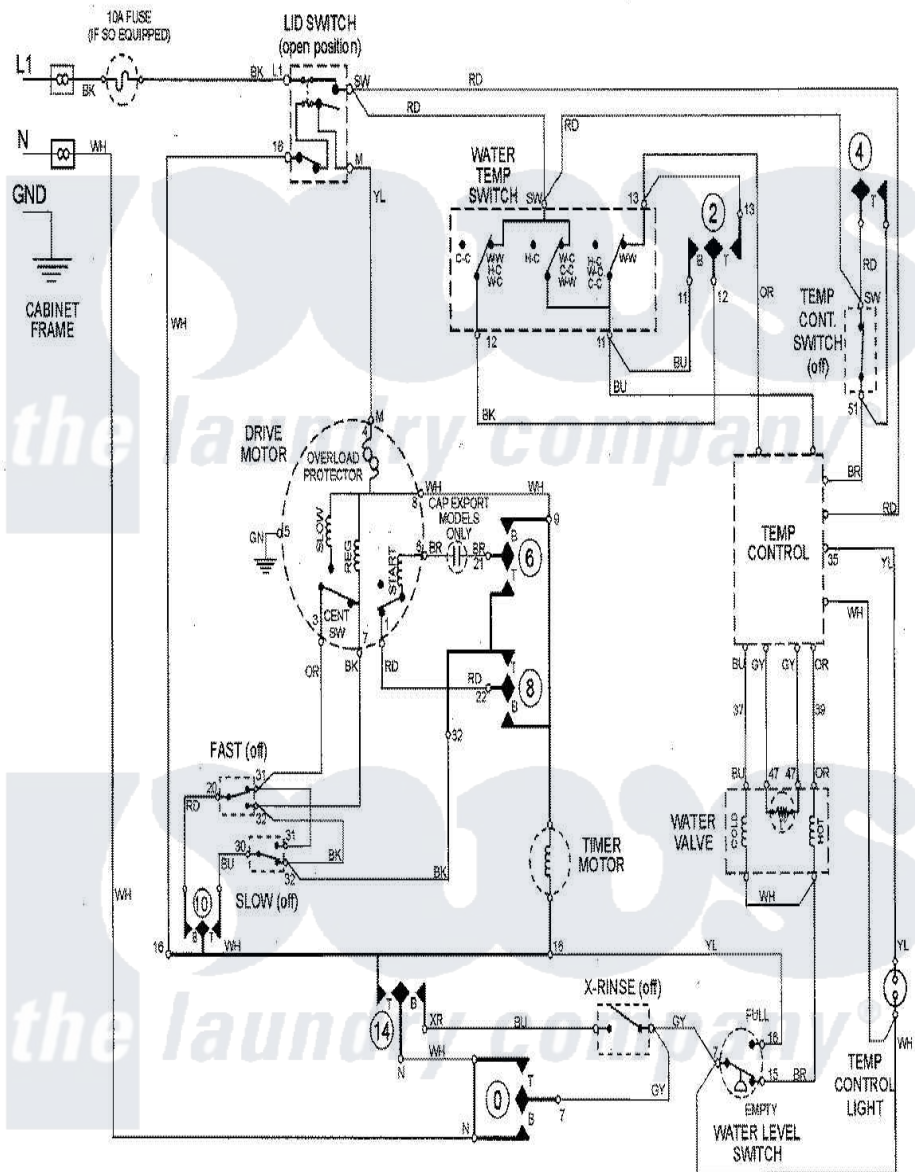 10A FUSE
(IF SO EQUIPPED)
LID SWITCH
(open position)
L1
BK
BK
L1
SW
RD
RD
RD
N
WH
16
M
YL
GND
CABINET
FRAME
WH
WATER
TEMP
SWITCH
SW
13
13
2
4
T
RD
SW
C-C
W-W
H-C
W-C
H-C
W-C
C-C
W-W
H-C
W-C
C-C
W-W
B
T
11
12
OR
TEMP
CONT.
SWITCH
(off)
12
11
BU
BU
BK
51
the laundry company
M
4
DRIVE
MOTOR
OVERLOAD
PROTECTOR
8
WH
WH
CAP EXPORT
MODELS
ONLY
9
GN
5
SLOW
REG
START
6
BR
BR
21
B
6
T
BR
RD
TEMP
CONTROL
35
YL
WH
3
CENT
SW
7
1
OR
BK
RD
RD
22
T
8
B
32
BU
GY
GY
OR
37
39
FAST (off)
20
31
32
RD
BU
47
47
OR
30
31
32
BU
BK
BK
SLOW (off)
TIMER
MOTOR
WATER
VALVE
COLD
HOT
WH
WH
10
B
T
16
WH
16
YL
YL
the laundry company®
14
T
B
XR
BU
X-RINSE (off)
GY
FULL
16
7
15
BR
WH
WH
N
0
T
B
7
GY
N
EMPTY
WATER LEVEL
SWITCH
TEMP
CONTROL
LIGHT